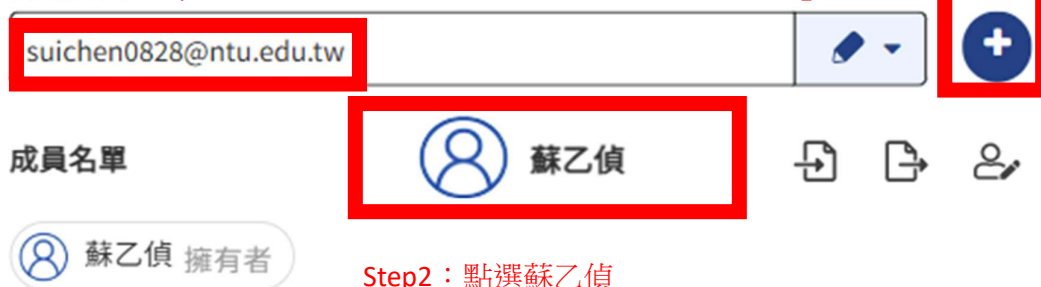 suichen0828@ntu.edu.tw
成員名單
蘇乙偵
蘇乙偵 擁有者
Step2：點選蘇乙偵